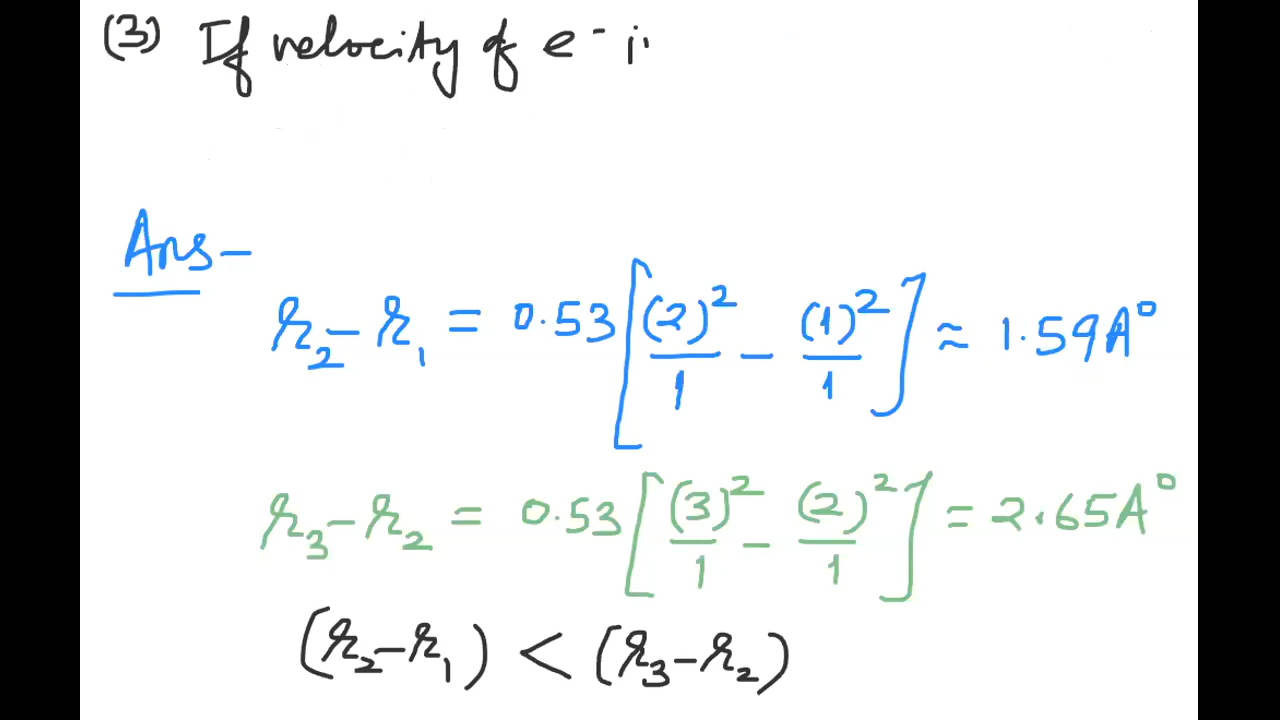 (3) If velocity of e⁻ i
Ans-
r₂-r₁ = 0.53[(2)²/1 - (1)²/1] ≈ 1.59A°
r₃-r₂ = 0.53[(3)²/1 - (2)²/1] = 2.65A°
(r₂-r₁) < (r₃-r₂)